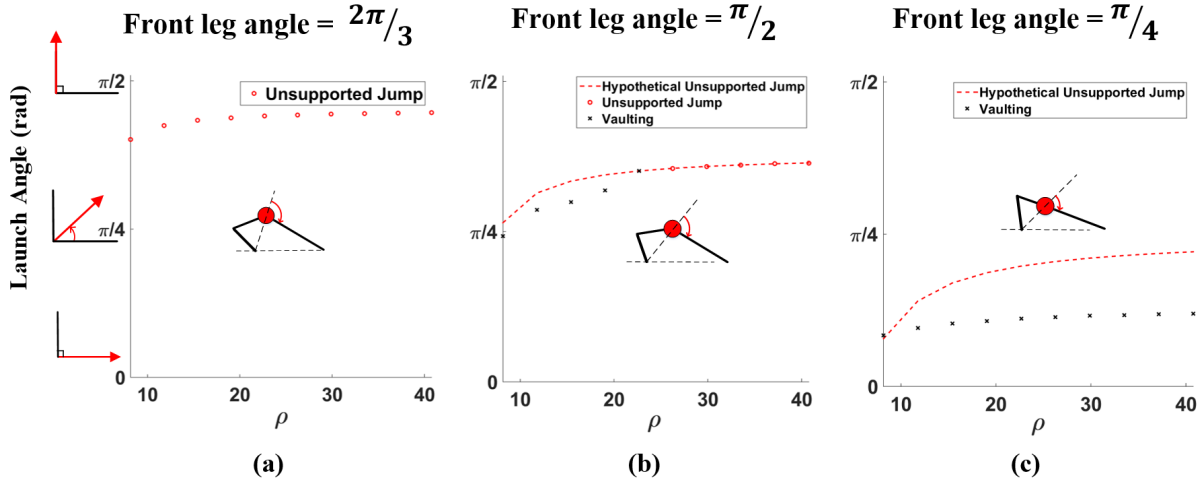 Front leg angle = 2π/3
Front leg angle = π/2
Front leg angle = π/4
Launch Angle (rad)
π/2
π/4
0
10
20
30
40
ρ
Unsupported Jump
(a)
π/2
π/4
0
10
20
30
40
ρ
Hypothetical Unsupported Jump
Unsupported Jump
Vaulting
(b)
π/2
π/4
0
10
20
30
40
ρ
Hypothetical Unsupported Jump
Vaulting
(c)